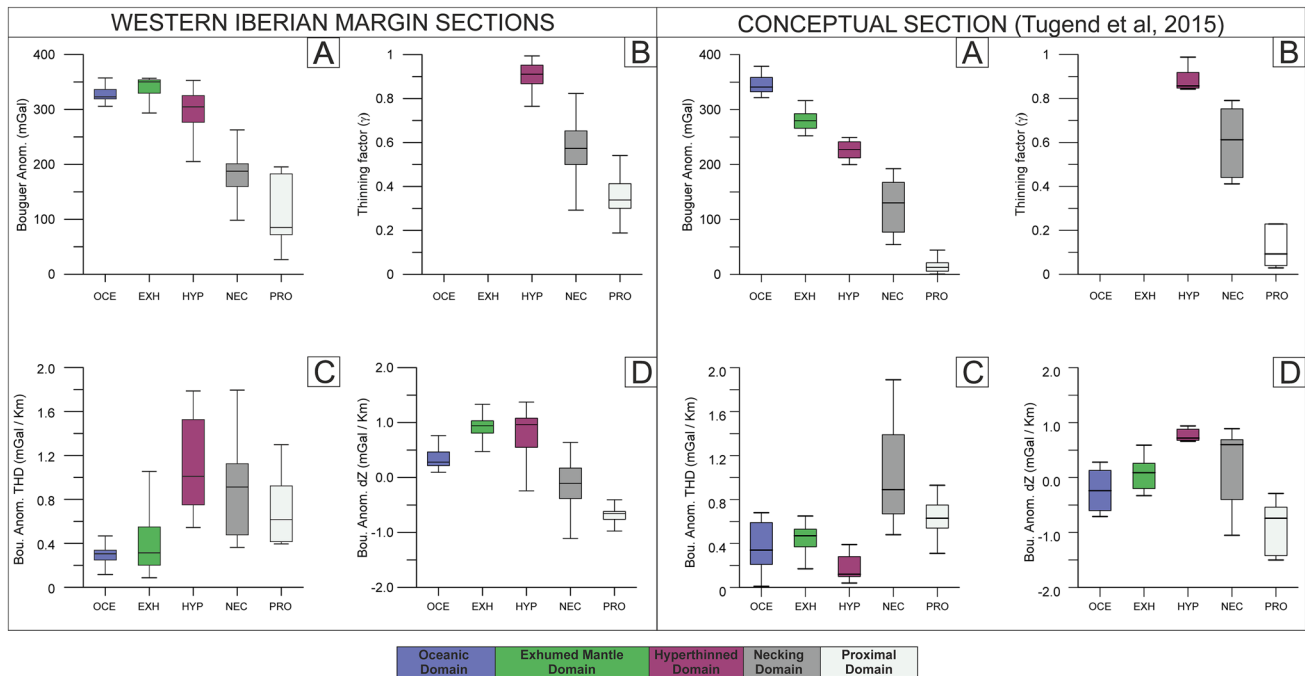 WESTERN IBERIAN MARGIN SECTIONS
CONCEPTUAL SECTION (Tugend et al, 2015)
A
Bouguer Anom. (mGal)
400
300
200
100
0
OCE EXH HYP NEC PRO
B
Thinning factor (γ)
1
0.8
0.6
0.4
0.2
0
OCE EXH HYP NEC PRO
A
Bouguer Anom. (mGal)
400
300
200
100
0
OCE EXH HYP NEC PRO
B
Thinning factor (γ)
1
0.8
0.6
0.4
0.2
0
OCE EXH HYP NEC PRO
C
Bou. Anom. THD (mGal / Km)
2.0
1.6
1.2
0.8
0.4
0
OCE EXH HYP NEC PRO
D
Bou. Anom. dZ (mGal / Km)
2.0
1.0
0.0
-1.0
-2.0
OCE EXH HYP NEC PRO
C
Bou. Anom. THD (mGal / Km)
2.0
1.6
1.2
0.8
0.4
0
OCE EXH HYP NEC PRO
D
Bou. Anom. dZ (mGal / Km)
2.0
1.0
0.0
-1.0
-2.0
OCE EXH HYP NEC PRO
Oceanic
Domain
Exhumed Mantle
Domain
Hyperthinned
Domain
Necking
Domain
Proximal
Domain